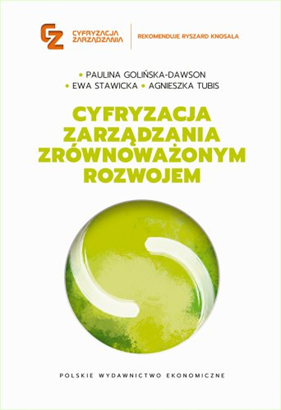 CZ
CYFRYZACJA
ZARZĄDZANIA
REKOMENDUJE RYSZARD KNOSALA
PAULINA GOLIŃSKA-DAWSON
EWA STAWICKA • AGNIESZKA TUBIS
CYFRYZACJA
ZARZĄDZANIA
ZRÓWNOWAŻONYM
ROZWOJEM
POLSKIE WYDAWNICTWO EKONOMICZNE